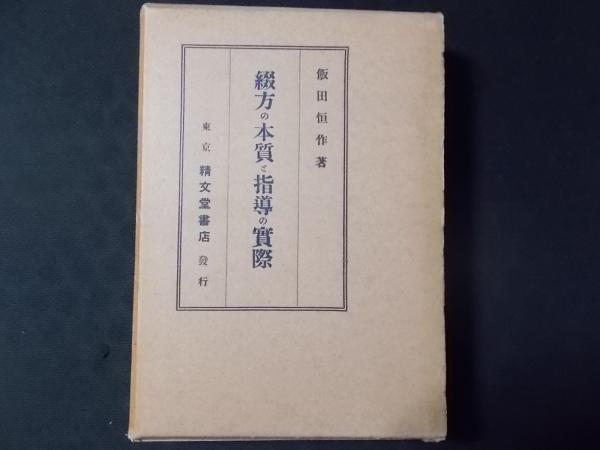 飯田恒作著
綴方の本質と指導の實際
東京 精文堂書店 發行